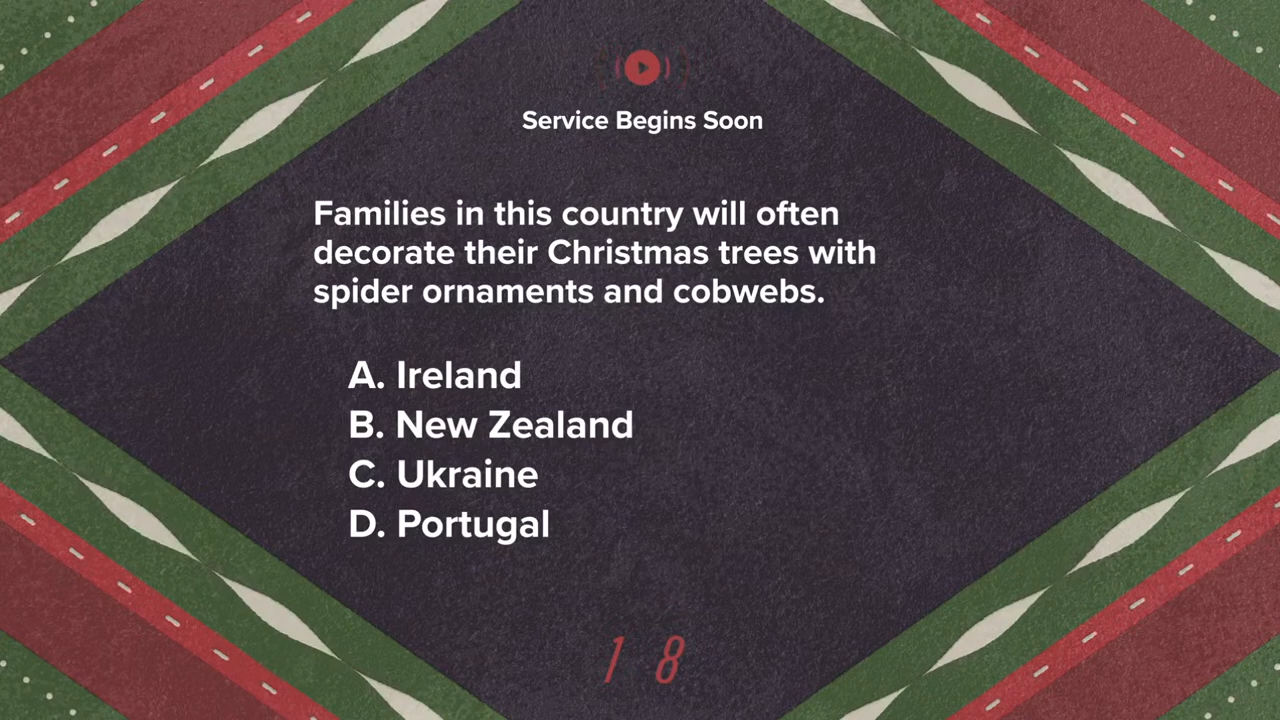 Service Begins Soon
Families in this country will often
decorate their Christmas trees with
spider ornaments and cobwebs.
A. Ireland
B. New Zealand
C. Ukraine
D. Portugal
1 8